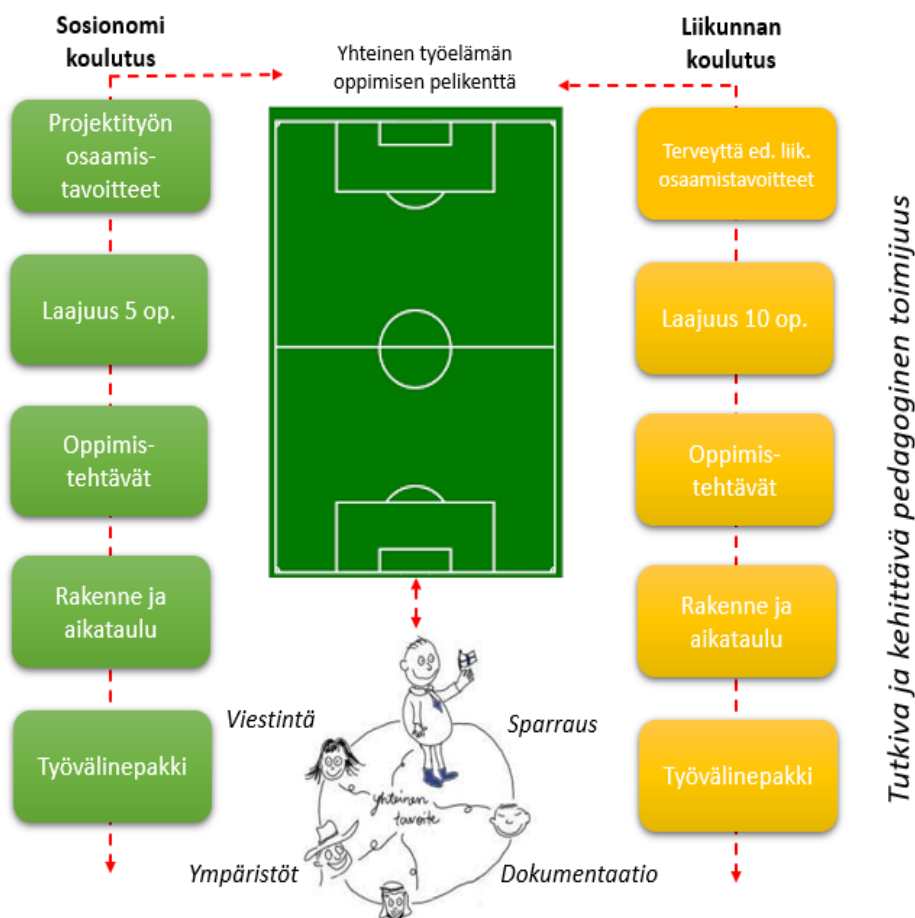 Sosionomi
koulutus
Projektityön
osaamis-
tavoitteet
Laajuus 5 op.
Oppimis-
tehtävät
Rakenne ja
aikataulu
Työvälinepakki
Yhteinen työelämän
oppimisen pelikenttä
Viestintä
Sparraus
yhteinen
tavoite
Ympäristöt
Dokumentaatio
Liikunnan
koulutus
Terveyttä ed. liik.
osaamistavoitteet
Laajuus 10 op.
Oppimis-
tehtävät
Rakenne ja
aikataulu
Työvälinepakki
Tutkiva ja kehittävä pedagoginen toimijuus